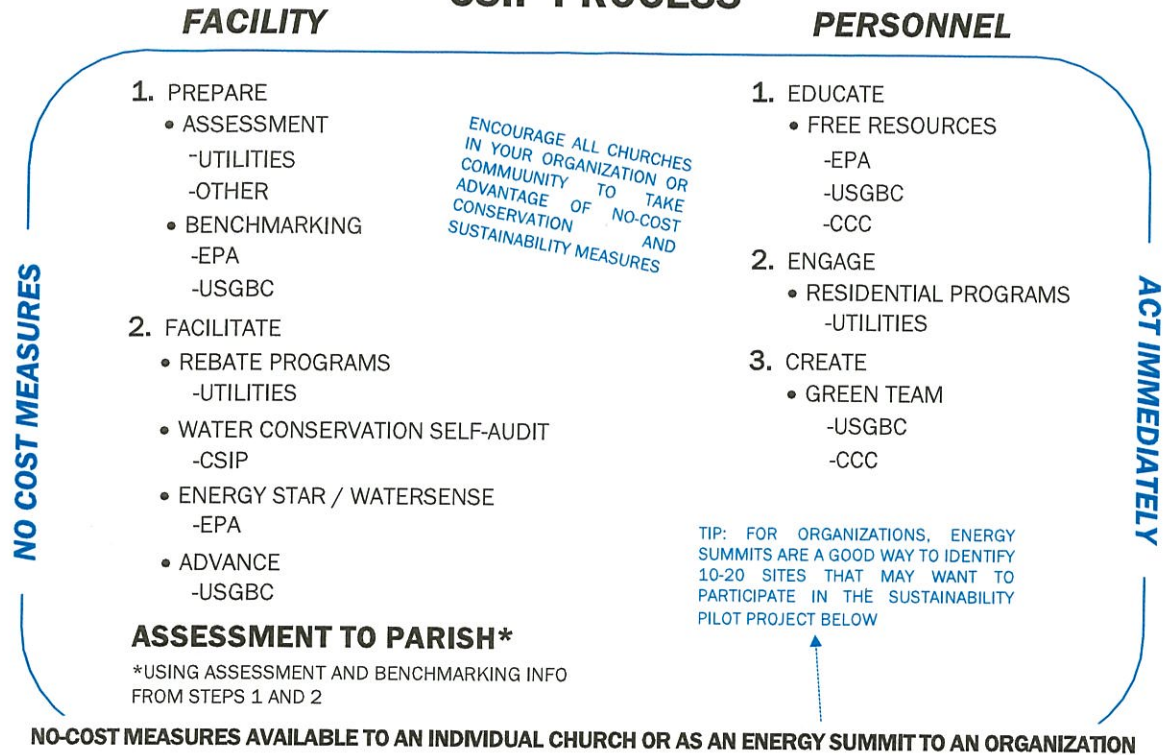 CSIP PROCESS
FACILITY
PERSONNEL
1. PREPARE
• ASSESSMENT
-UTILITIES
-OTHER
• BENCHMARKING
-EPA
-USGBC
2. FACILITATE
• REBATE PROGRAMS
-UTILITIES
• WATER CONSERVATION SELF-AUDIT
-CSIP
• ENERGY STAR / WATERSENSE
-EPA
• ADVANCE
-USGBC
ASSESSMENT TO PARISH*
*USING ASSESSMENT AND BENCHMARKING INFO
FROM STEPS 1 AND 2
ENCOURAGE ALL CHURCHES
IN YOUR ORGANIZATION OR
COMMUUNITY TO TAKE
ADVANTAGE OF NO-COST
CONSERVATION AND
SUSTAINABILITY MEASURES
1. EDUCATE
• FREE RESOURCES
-EPA
-USGBC
-CCC
2. ENGAGE
• RESIDENTIAL PROGRAMS
-UTILITIES
3. CREATE
• GREEN TEAM
-USGBC
-CCC
TIP: FOR ORGANIZATIONS, ENERGY
SUMMITS ARE A GOOD WAY TO IDENTIFY
10-20 SITES THAT MAY WANT TO
PARTICIPATE IN THE SUSTAINABILITY
PILOT PROJECT BELOW
NO COST MEASURES
ACT IMMEDIATELY
NO-COST MEASURES AVAILABLE TO AN INDIVIDUAL CHURCH OR AS AN ENERGY SUMMIT TO AN ORGANIZATION